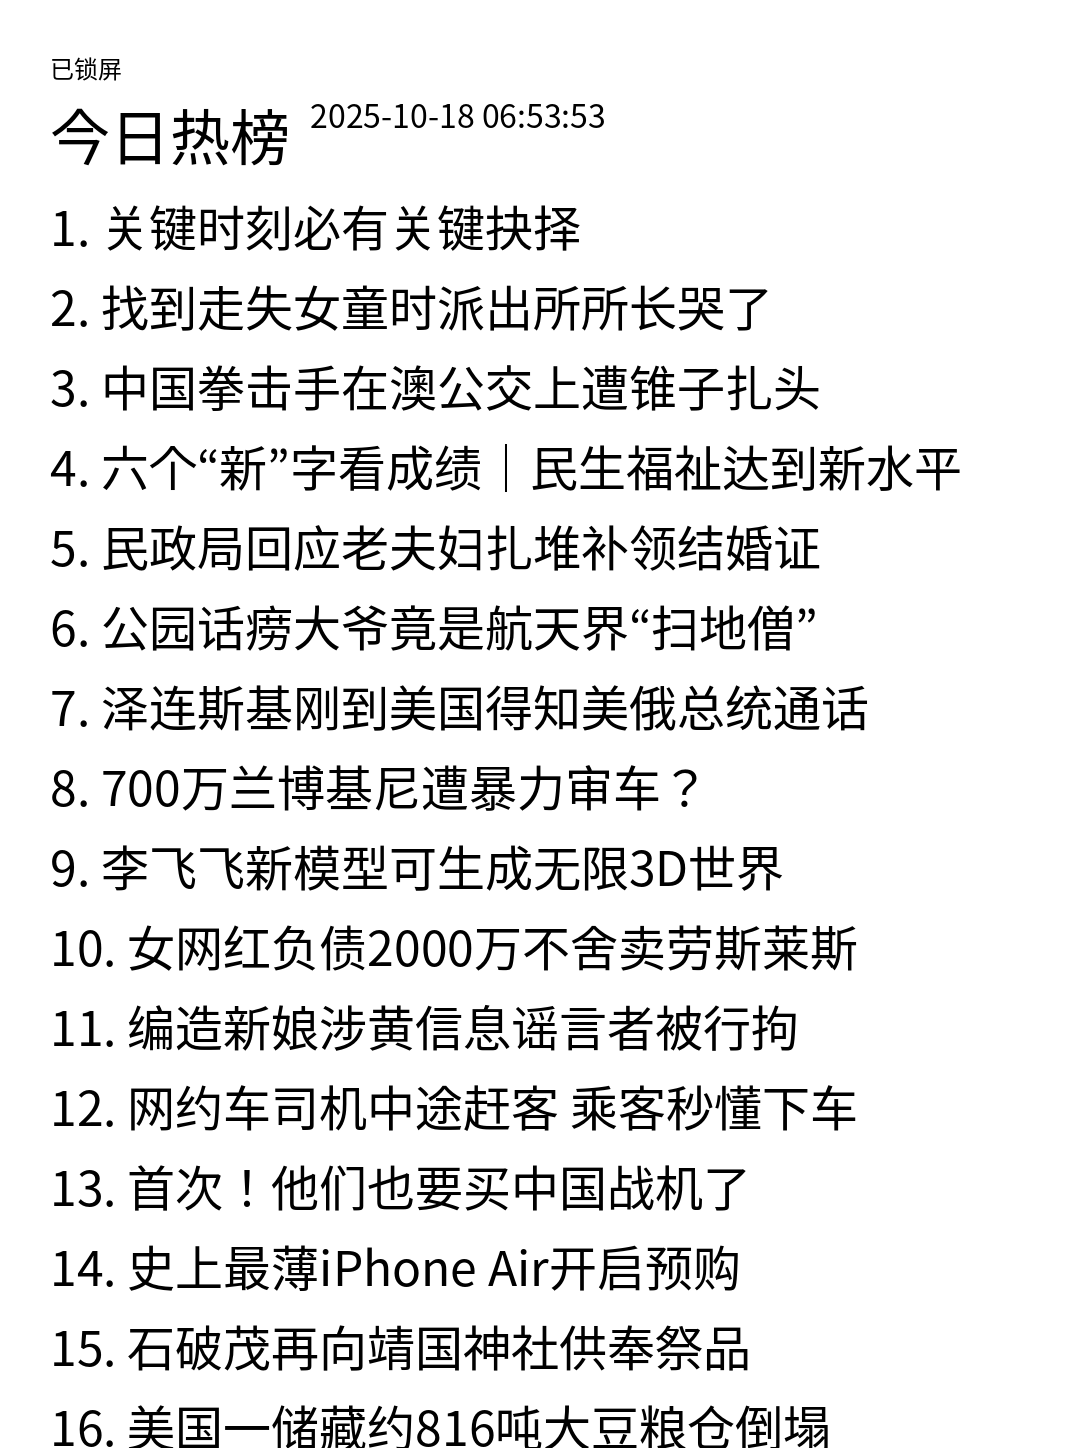 已锁屏
今日热榜 2025-10-18 06:53:53
1. 关键时刻必有关键抉择
2. 找到走失女童时派出所所长哭了
3. 中国拳击手在澳公交上遭锥子扎头
4. 六个“新”字看成绩｜民生福祉达到新水平
5. 民政局回应老夫妇扎堆补领结婚证
6. 公园话痨大爷竟是航天界“扫地僧”
7. 泽连斯基刚到美国得知美俄总统通话
8. 700万兰博基尼遭暴力审车？
9. 李飞飞新模型可生成无限3D世界
10. 女网红负债2000万不舍卖劳斯莱斯
11. 编造新娘涉黄信息谣言者被行拘
12. 网约车司机中途赶客 乘客秒懂下车
13. 首次！他们也要买中国战机了
14. 史上最薄iPhone Air开启预购
15. 石破茂再向靖国神社供奉祭品
16. 美国一储藏约816吨大豆粮仓倒塌